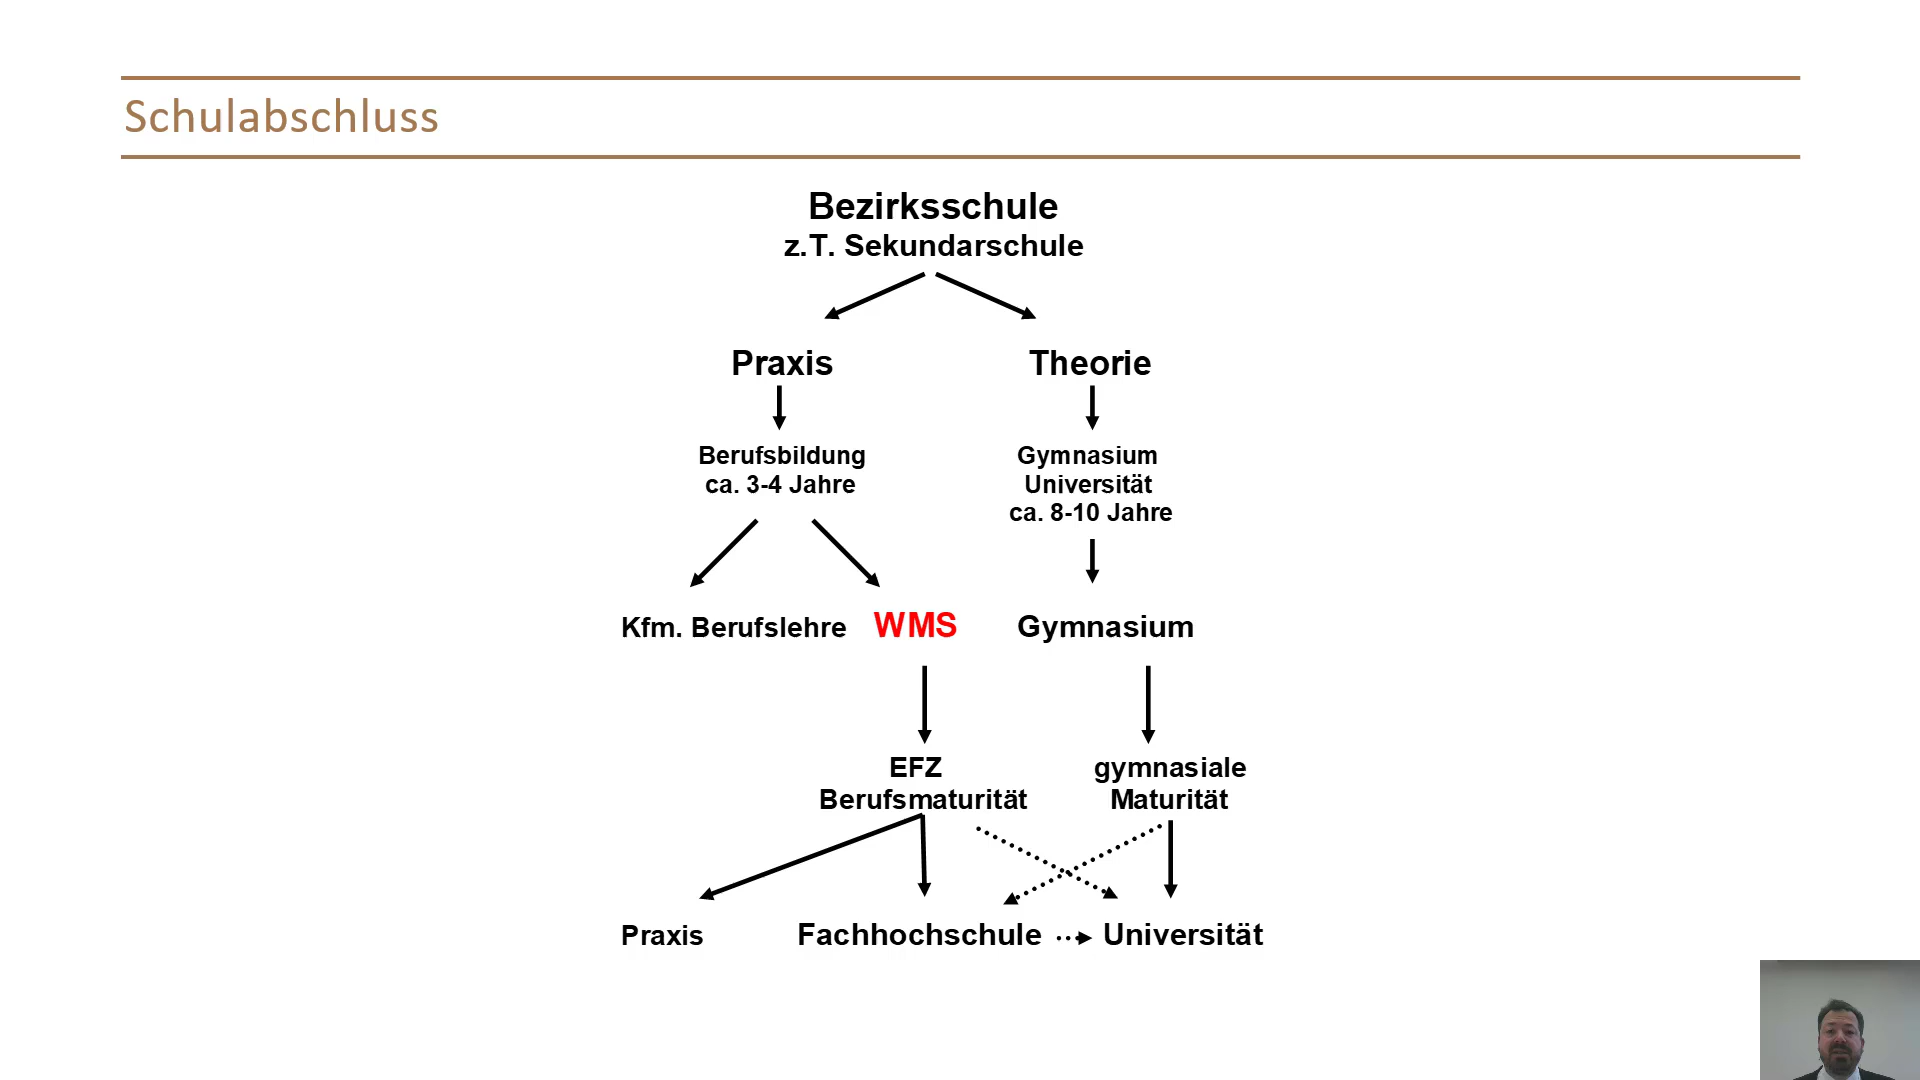 Schulabschluss
Bezirksschule
z.T. Sekundarschule
Praxis
Theorie
Berufsbildung
ca. 3-4 Jahre
Gymnasium
Universität
ca. 8-10 Jahre
Kfm. Berufslehre
WMS
Gymnasium
EFZ
Berufsmaturität
gymnasiale
Maturität
Praxis
Fachhochschule
Universität